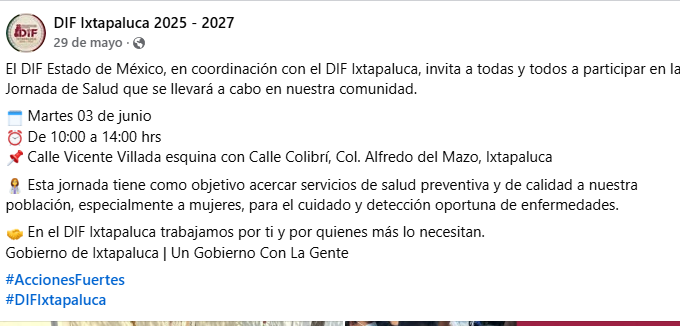 DIF Ixtapaluca 2025 - 2027
29 de mayo ·
El DIF Estado de México, en coordinación con el DIF Ixtapaluca, invita a todas y todos a participar en la
Jornada de Salud que se llevará a cabo en nuestra comunidad.
🗓️ Martes 03 de junio
⏰ De 10:00 a 14:00 hrs
📌 Calle Vicente Villada esquina con Calle Colibrí, Col. Alfredo del Mazo, Ixtapaluca
👩‍⚕️ Esta jornada tiene como objetivo acercar servicios de salud preventiva y de calidad a nuestra
población, especialmente a mujeres, para el cuidado y detección oportuna de enfermedades.
🤝 En el DIF Ixtapaluca trabajamos por ti y por quienes más lo necesitan.
Gobierno de Ixtapaluca | Un Gobierno Con La Gente
#AccionesFuertes
#DIFIxtapaluca